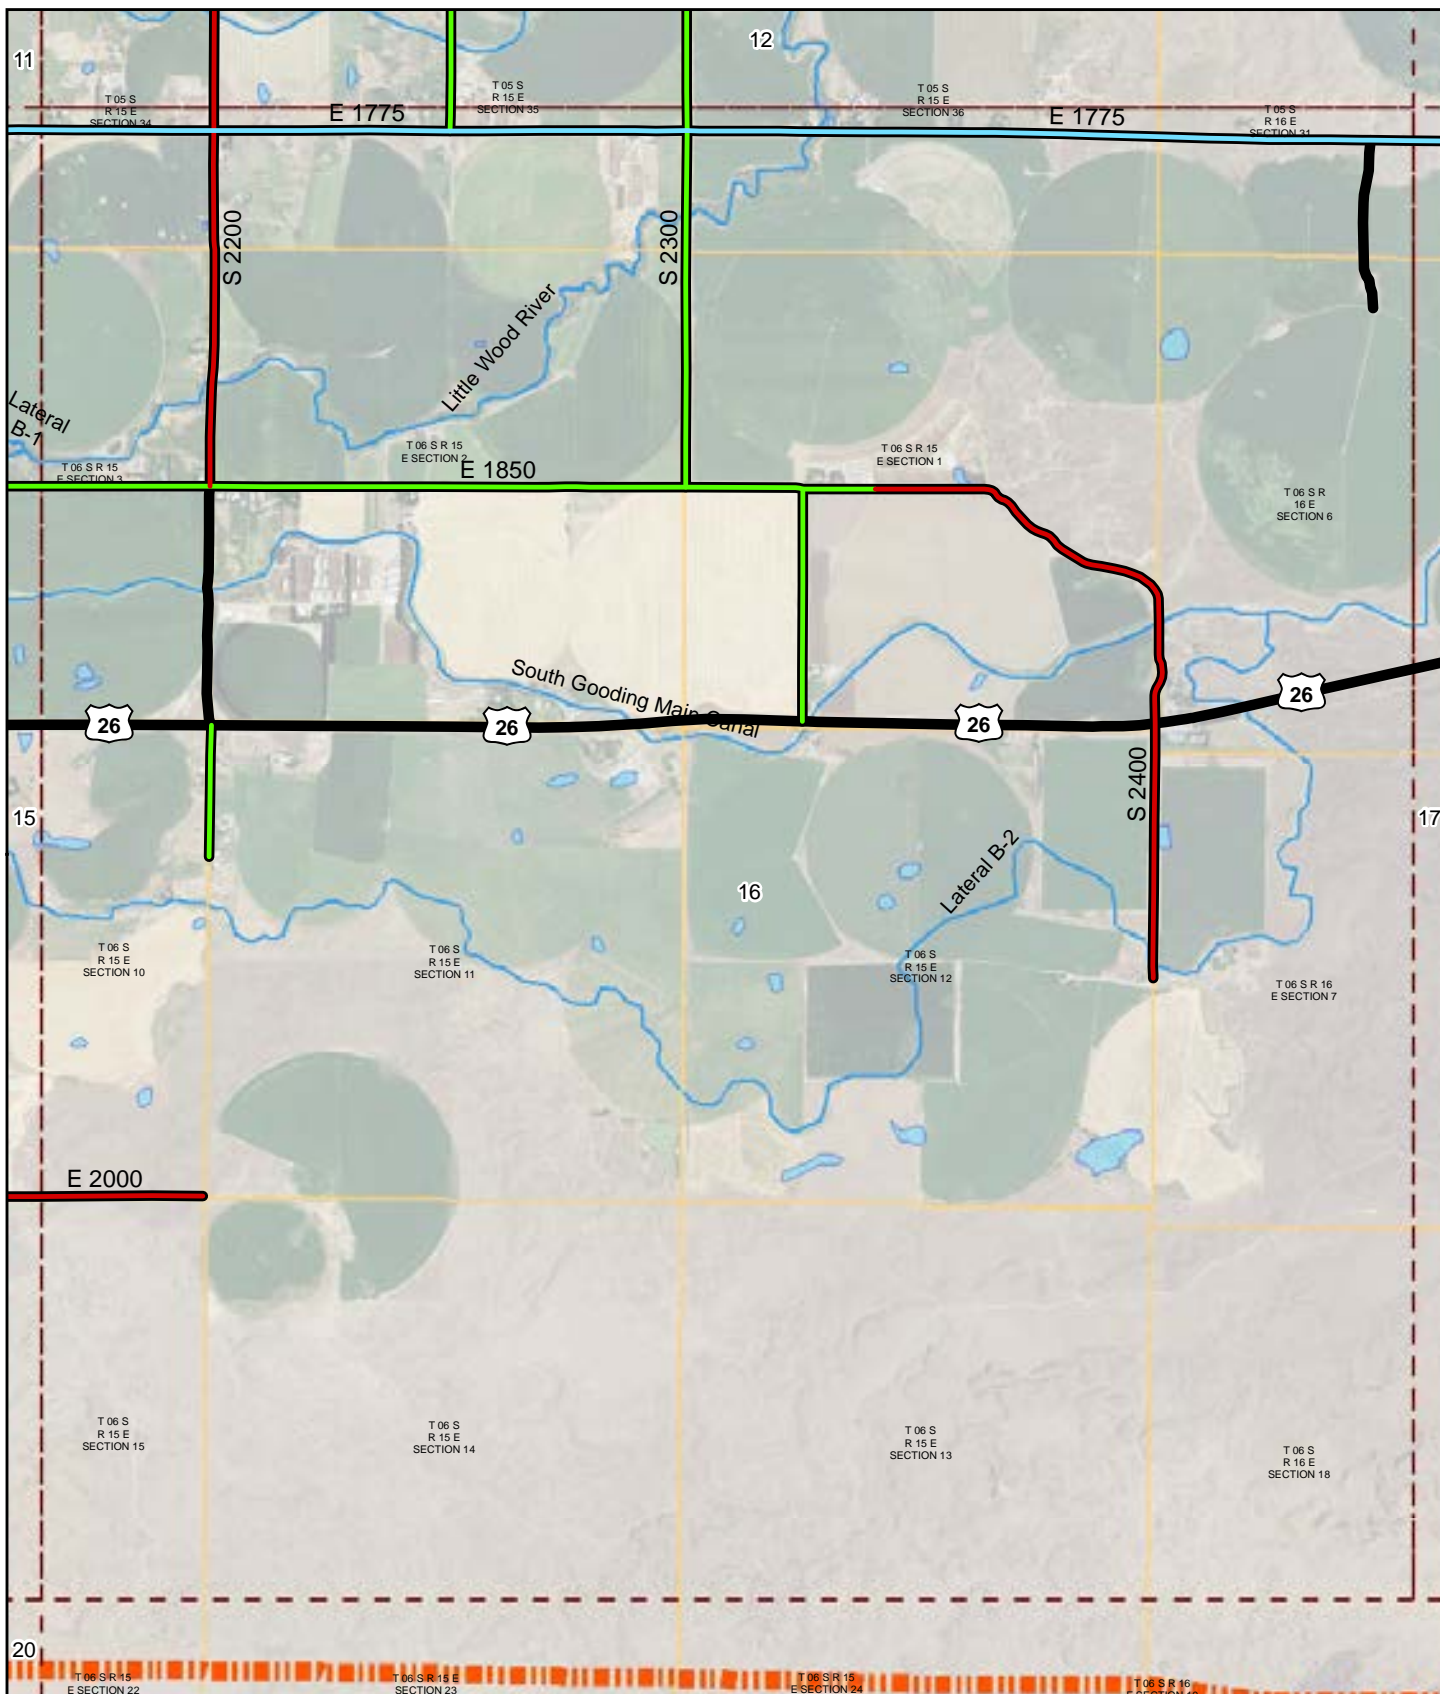 11
12
T 05 S
R 15 E
SECTION 34
T 05 S
R 15 E
SECTION 35
T 05 S
R 15 E
SECTION 36
T 05 S
R 16 E
SECTION 31
E 1775
E 1775
S 2200
S 2300
Little Wood River
Lateral
B-1
T 06 S R 15
E SECTION 3
T 06 S R 15
E SECTION 2
T 06 S R 15
E SECTION 1
E 1850
T 06 S R
16 E
SECTION 6
South Gooding Main Canal
26
26
26
26
S 2400
15
17
16
Lateral B-2
T 06 S
R 15 E
SECTION 10
T 06 S
R 15 E
SECTION 11
T 06 S
R 15 E
SECTION 12
T 06 S R 16
E SECTION 7
E 2000
T 06 S
R 15 E
SECTION 15
T 06 S
R 15 E
SECTION 14
T 06 S
R 15 E
SECTION 13
T 06 S
R 16 E
SECTION 18
20
T 06 S R 15
E SECTION 22
T 06 S R 15 E
SECTION 23
T 06 S R 15
E SECTION 24
T 06 S R 16